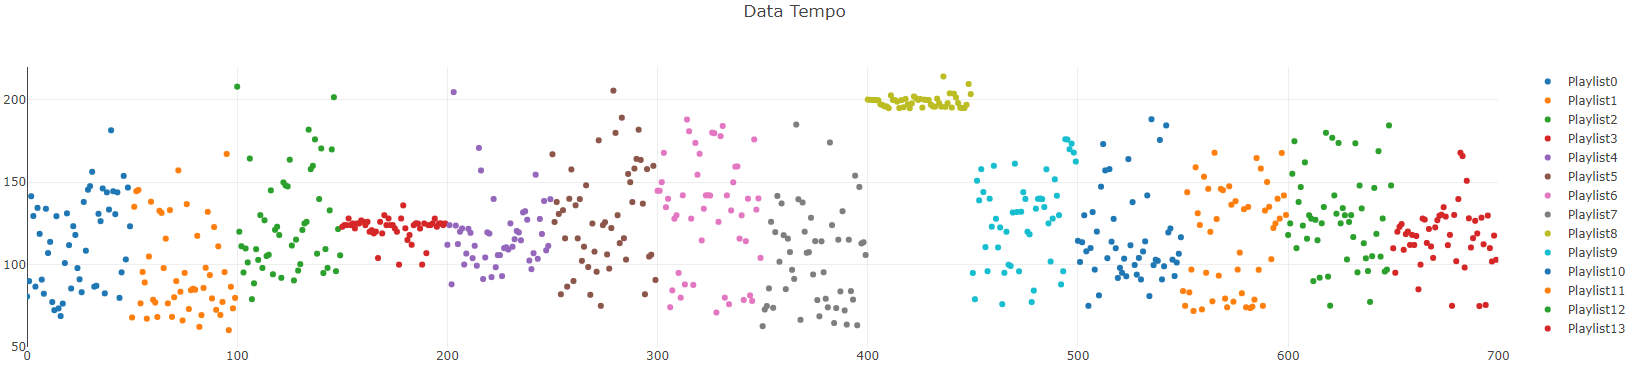 Data Tempo
200
150
100
50
0
100
200
300
400
500
600
700
Playlist0
Playlist1
Playlist2
Playlist3
Playlist4
Playlist5
Playlist6
Playlist7
Playlist8
Playlist9
Playlist10
Playlist11
Playlist12
Playlist13